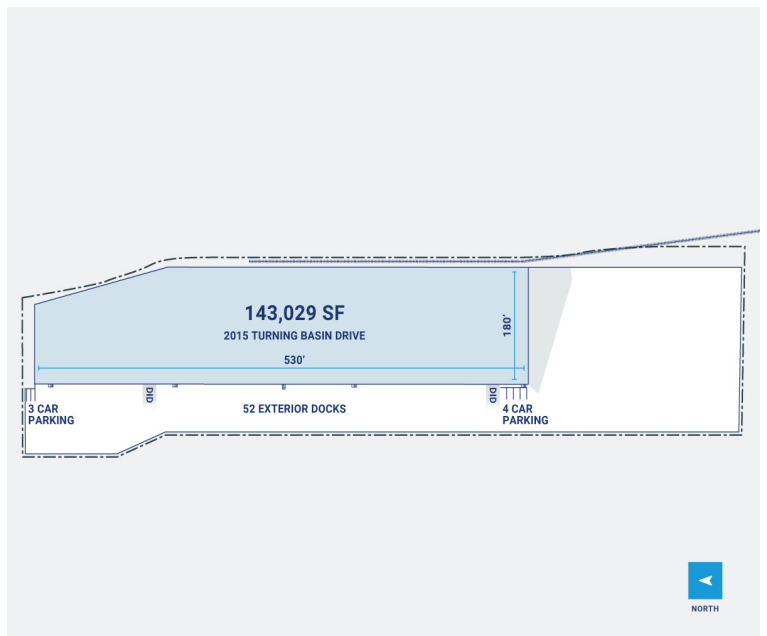 143,029 SF
2015 TURNING BASIN DRIVE
530'
180'
DID
DID
3 CAR
PARKING
52 EXTERIOR DOCKS
4 CAR
PARKING
NORTH